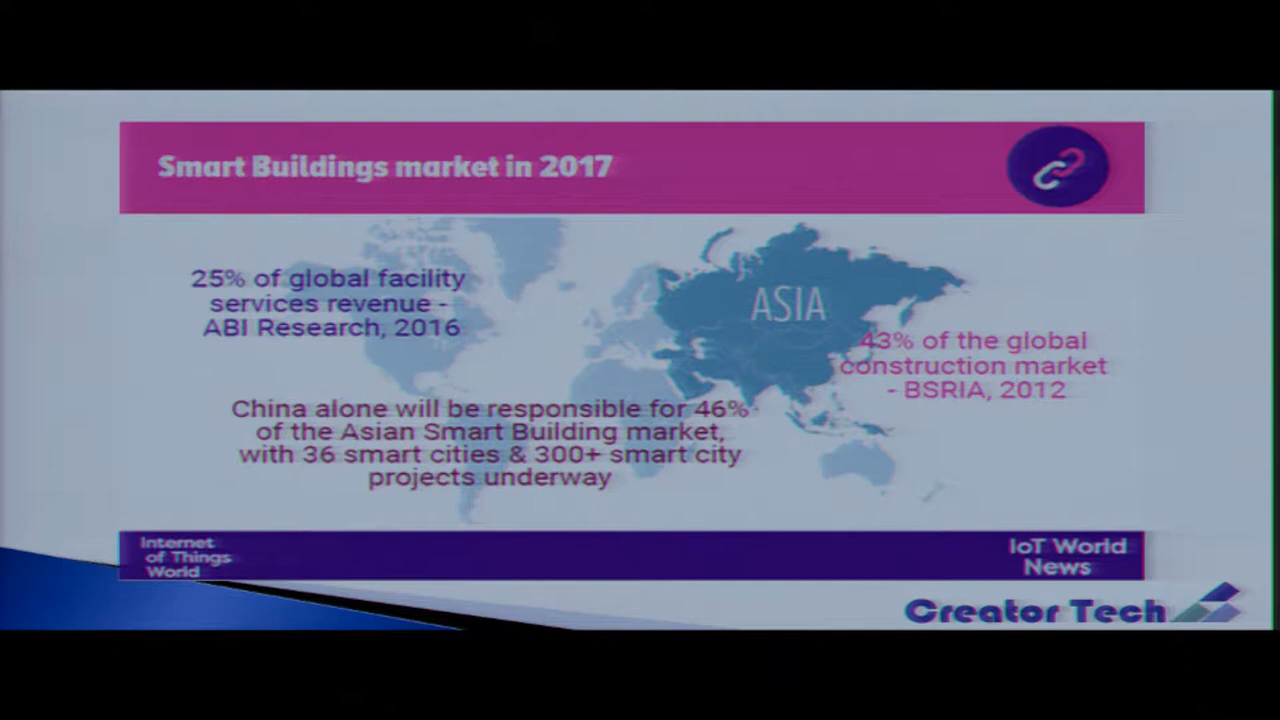 Smart Buildings market in 2017
25% of global facility
services revenue -
ABI Research, 2016
ASIA
43% of the global
construction market
- BSRIA, 2012
China alone will be responsible for 46%
of the Asian Smart Building market,
with 36 smart cities & 300+ smart city
projects underway
Internet
of Things
World
IoT World
News
Creator Tech